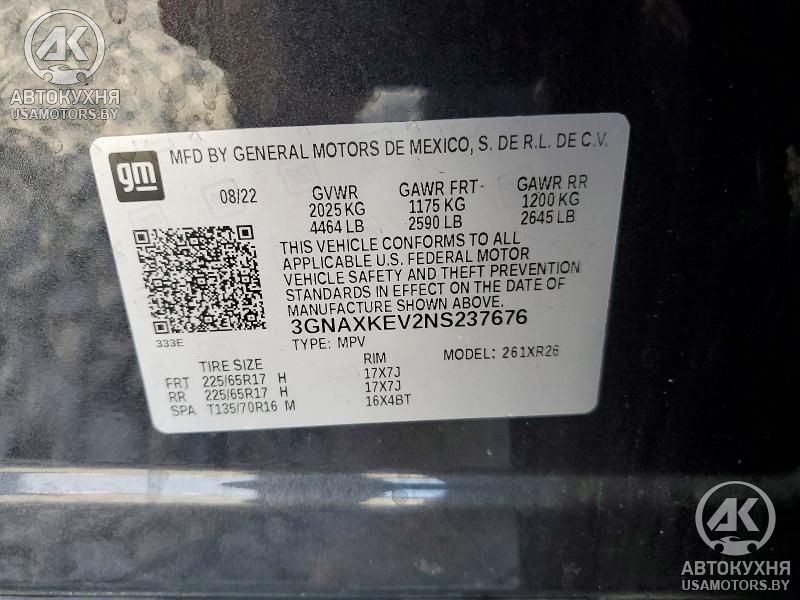 AK
АВТОКУХНЯ
USAMOTORS.BY
gm
MFD BY GENERAL MOTORS DE MEXICO, S. DE R.L. DE C.V.
08/22 GVWR GAWR FRT GAWR RR
2025 KG 1175 KG 1200 KG
4464 LB 2590 LB 2645 LB
THIS VEHICLE CONFORMS TO ALL
APPLICABLE U.S. FEDERAL MOTOR
VEHICLE SAFETY AND THEFT PREVENTION
STANDARDS IN EFFECT ON THE DATE OF
MANUFACTURE SHOWN ABOVE.
3GNAXKEV2NS237676
333E
TYPE: MPV MODEL: 261XR26
TIRE SIZE RIM
FRT 225/65R17 H 17X7J
RR 225/65R17 H 17X7J
SPA T135/70R16 M 16X4BT
AK
АВТОКУХНЯ
USAMOTORS.BY